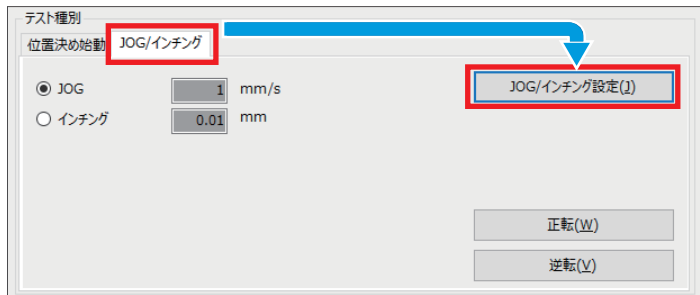 テスト種別
位置決め始動 JOG/インチング
JOG 1 mm/s JOG/インチング設定(J)
インチング 0.01 mm
正転(W)
逆転(V)